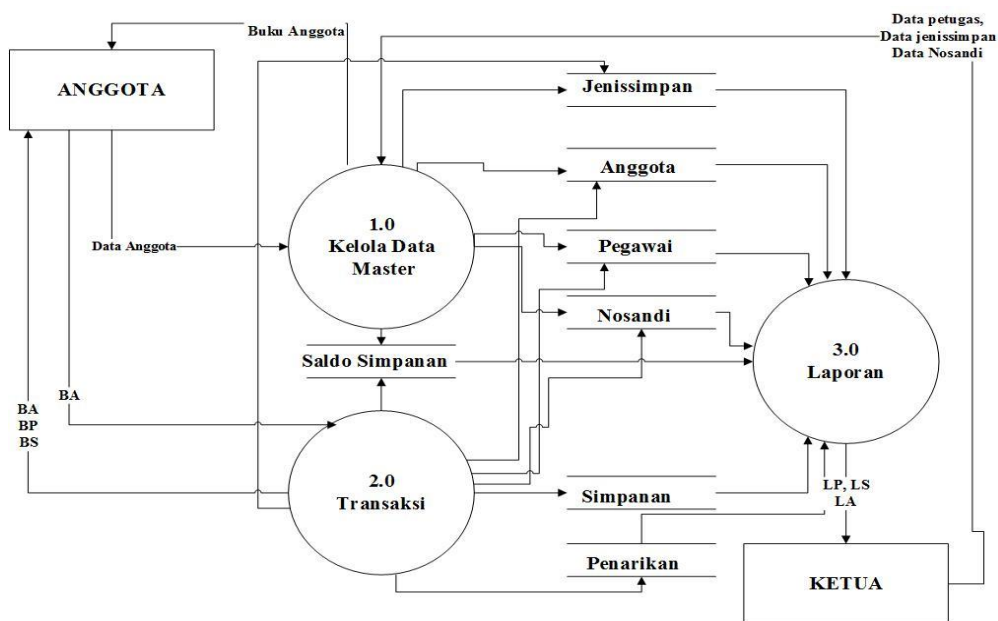 Buku Anggota
Data petugas,
Data jenissimpan
Data Nosandi
ANGGOTA
Jenissimpan
Anggota
1.0
Kelola Data
Master
Data Anggota
Pegawai
Nosandi
Saldo Simpanan
3.0
Laporan
BA
BA
BP
BS
2.0
Transaksi
Simpanan
LP, LS
LA
Penarikan
KETUA